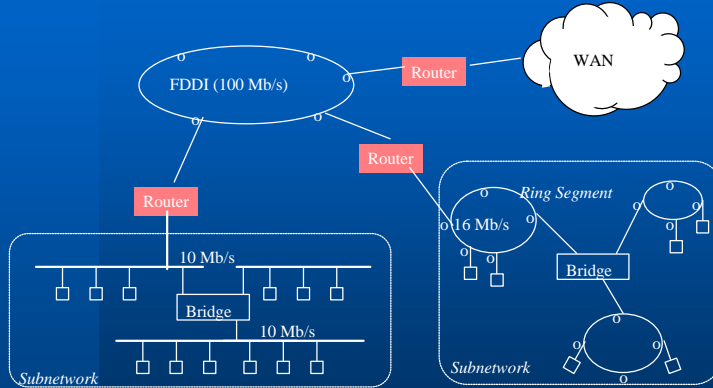 WAN
Router
FDDI (100 Mb/s)
Router
Router
Ring Segment
16 Mb/s
10 Mb/s
Bridge
Bridge
10 Mb/s
Subnetwork
Subnetwork